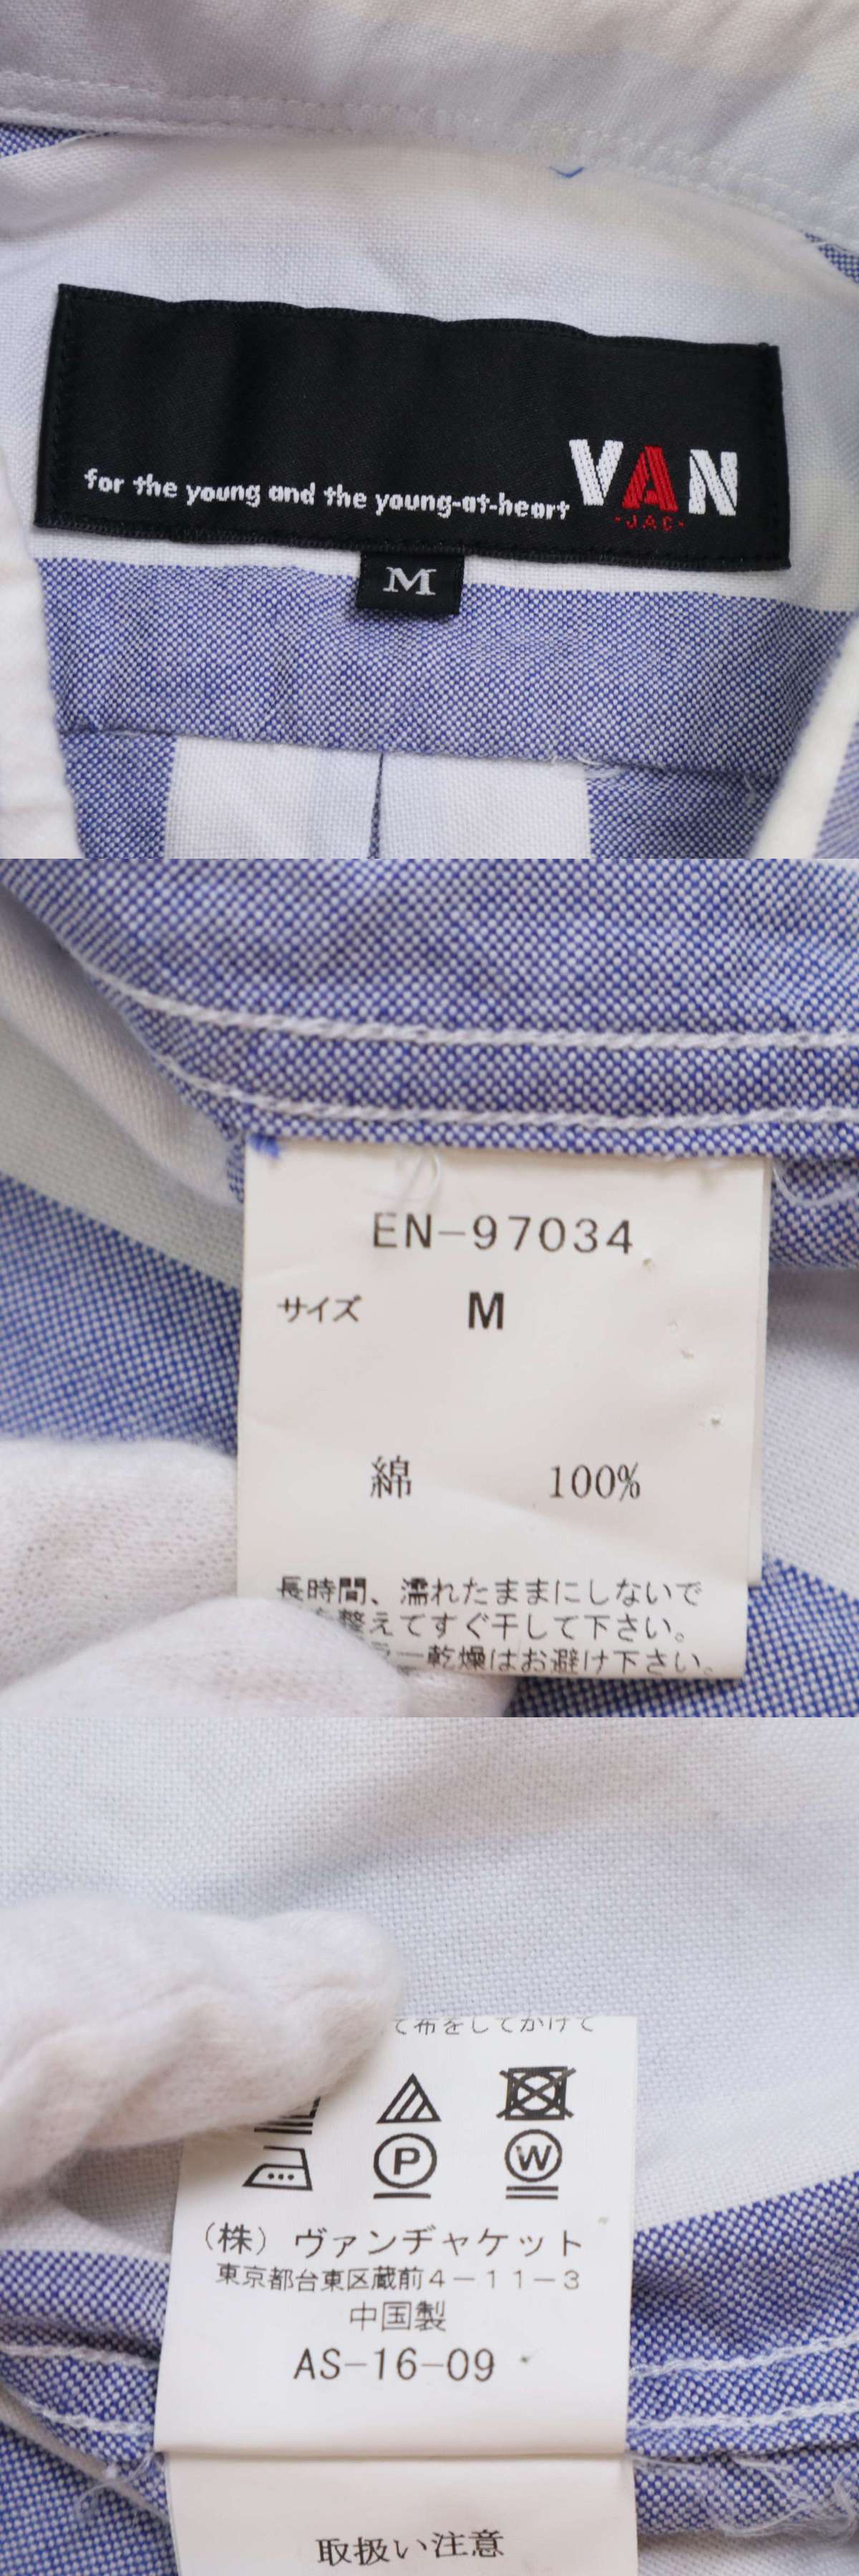 for the young and the young-at-heart VAN
-JAC-
M
EN-97034
サイズ M
綿 100%
長時間、濡れたままにしないで
を整えてすぐ干して下さい。
ラー乾燥はお避け下さい。
て布をしてかけて
P W
(株)ヴァンヂャケット
東京都台東区蔵前4-11-3
中国製
AS-16-09
取扱い注意